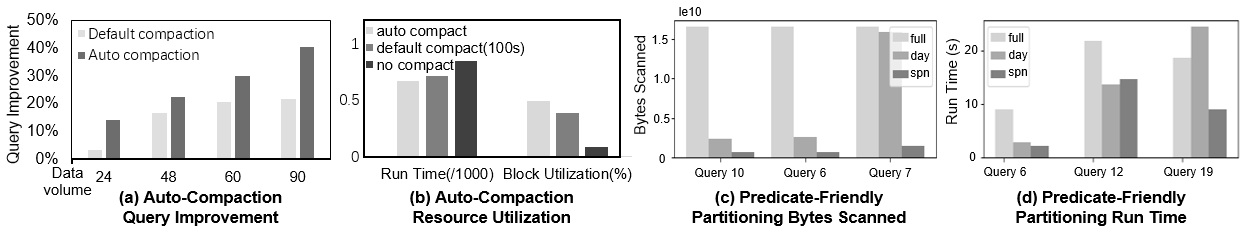 Query Improvement
50%
40%
30%
20%
10%
0%
Default compaction
Auto compaction
Data volume
24
48
60
90
(a) Auto-Compaction
Query Improvement
1
0.5
0
auto compact
default compact(100s)
no compact
Run Time(/1000)
Block Utilization(%)
(b) Auto-Compaction
Resource Utilization
1e10
Bytes Scanned
1.5
1.0
0.5
0
full
day
spn
Query 10
Query 6
Query 7
(c) Predicate-Friendly
Partitioning Bytes Scanned
Run Time (s)
20
10
0
full
day
spn
Query 6
Query 12
Query 19
(d) Predicate-Friendly
Partitioning Run Time